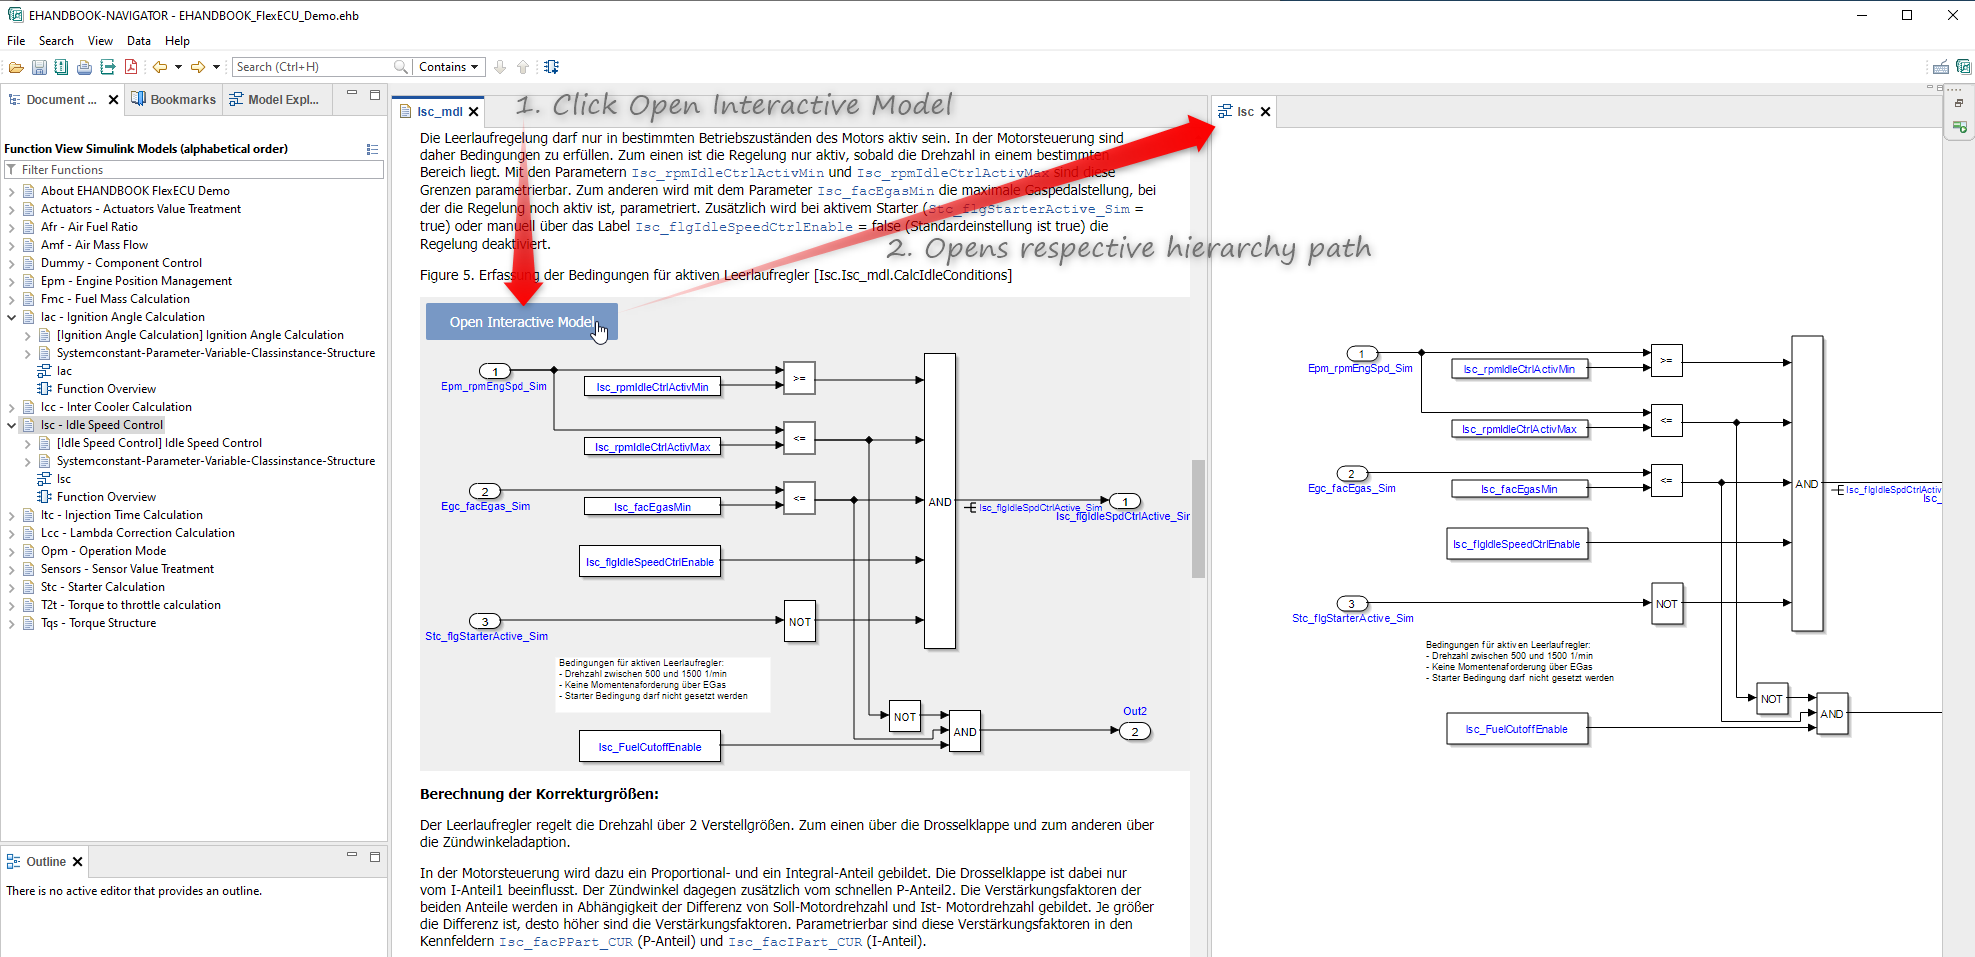 EHANDBOOK-NAVIGATOR - EHANDBOOK_FlexECU_Demo.ehb
File Search View Data Help
Search (Ctrl+H) Contains
Document ... Bookmarks Model Expl...
Function View Simulink Models (alphabetical order)
Filter Functions
About EHANDBOOK FlexECU Demo
Actuators - Actuators Value Treatment
Afr - Air Fuel Ratio
Amf - Air Mass Flow
Dummy - Component Control
Epm - Engine Position Management
Fmc - Fuel Mass Calculation
Iac - Ignition Angle Calculation
[Ignition Angle Calculation] Ignition Angle Calculation
Systemconstant-Parameter-Variable-Classinstance-Structure
Iac
Function Overview
Icc - Inter Cooler Calculation
Isc - Idle Speed Control
[Idle Speed Control] Idle Speed Control
Systemconstant-Parameter-Variable-Classinstance-Structure
Isc
Function Overview
Itc - Injection Time Calculation
Lcc - Lambda Correction Calculation
Opm - Operation Mode
Sensors - Sensor Value Treatment
Stc - Starter Calculation
T2t - Torque to throttle calculation
Tqs - Torque Structure
Outline
There is no active editor that provides an outline.
Isc_mdl
1. Click Open Interactive Model
Die Leerlaufregelung darf nur in bestimmten Betriebszuständen des Motors aktiv sein. In der Motorsteuerung sind
daher Bedingungen zu erfüllen. Zum einen ist die Regelung nur aktiv, sobald die Drehzahl in einem bestimmten
Bereich liegt. Mit den Parametern Isc_rpmIdleCtrlActivMin und Isc_rpmIdleCtrlActivMax sind diese
Grenzen parametrierbar. Zum anderen wird mit dem Parameter Isc_facEgasMin die maximale Gaspedalstellung, bei
der die Regelung noch aktiv ist, parametriert. Zusätzlich wird bei aktivem Starter (Stc_flgStarterActive_Sim =
true) oder manuell über das Label Isc_flgIdleSpeedCtrlEnable = false (Standardeinstellung ist true) die
Regelung deaktiviert.
2. Opens respective hierarchy path
Figure 5. Erfassung der Bedingungen für aktiven Leerlaufregler [Isc.Isc_mdl.CalcIdleConditions]
Open Interactive Model
1
Epm_rpmEngSpd_Sim
Isc_rpmIdleCtrlActivMin
>=
Isc_rpmIdleCtrlActivMax
<=
2
Egc_facEgas_Sim
Isc_facEgasMin
<=
AND
Isc_flgIdleSpdCtrlActive_Sim
1
Isc_flgIdleSpdCtrlActive_Sir
Isc_flgIdleSpeedCtrlEnable
3
Stc_flgStarterActive_Sim
NOT
Bedingungen für aktiven Leerlaufregler:
- Drehzahl zwischen 500 und 1500 1/min
- Keine Momentenaforderung über EGas
- Starter Bedingung darf nicht gesetzt werden
NOT
AND
Out2
2
Isc_FuelCutoffEnable
Berechnung der Korrekturgrößen:
Der Leerlaufregler regelt die Drehzahl über 2 Verstellgrößen. Zum einen über die Drosselklappe und zum anderen über
die Zündwinkeladaption.
In der Motorsteuerung wird dazu ein Proportional- und ein Integral-Anteil gebildet. Die Drosselklappe ist dabei nur
vom I-Anteil1 beeinflusst. Der Zündwinkel dagegen zusätzlich vom schnellen P-Anteil2. Die Verstärkungsfaktoren der
beiden Anteile werden in Abhängigkeit der Differenz von Soll-Motordrehzahl und Ist- Motordrehzahl gebildet. Je größer
die Differenz ist, desto höher sind die Verstärkungsfaktoren. Parametrierbar sind diese Verstärkungsfaktoren in den
Kennfeldern Isc_facPPart_CUR (P-Anteil) und Isc_facIPart_CUR (I-Anteil).
Isc
1
Epm_rpmEngSpd_Sim
Isc_rpmIdleCtrlActivMin
>=
Isc_rpmIdleCtrlActivMax
<=
2
Egc_facEgas_Sim
Isc_facEgasMin
<=
AND
Isc_flgIdleSpdCtrlActiv
Isc_
Isc_flgIdleSpeedCtrlEnable
3
Stc_flgStarterActive_Sim
NOT
Bedingungen für aktiven Leerlaufregler:
- Drehzahl zwischen 500 und 1500 1/min
- Keine Momentenaforderung über EGas
- Starter Bedingung darf nicht gesetzt werden
NOT
AND
Isc_FuelCutoffEnable